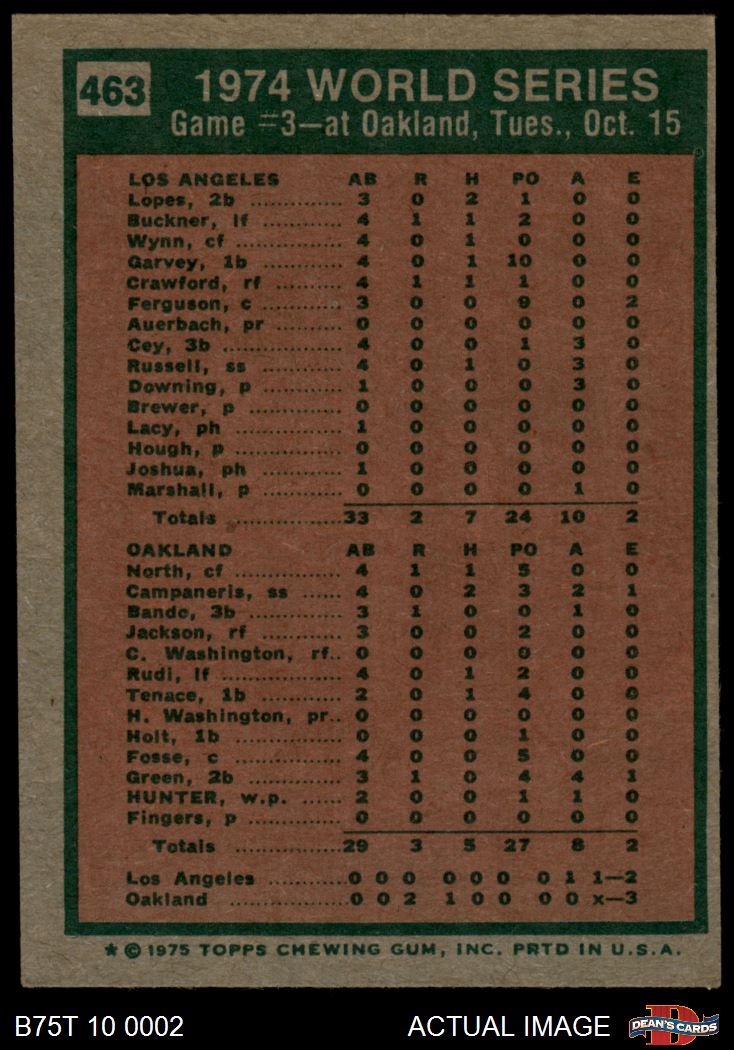 463
1974 WORLD SERIES
Game #3—at Oakland, Tues., Oct. 15
LOS ANGELES AB R H PO A E
Lopes, 2b .............. 3 0 2 1 0 0
Buckner, lf ............ 4 1 1 2 0 0
Wynn, cf ............... 4 0 1 0 0 0
Garvey, 1b ............ 4 0 1 10 0 0
Crawford, rf .......... 4 1 1 1 0 0
Ferguson, c ........... 3 0 0 9 0 2
Auerbach, pr ......... 0 0 0 0 0 0
Cey, 3b ................. 4 0 0 1 3 0
Russell, ss ............ 4 0 1 0 3 0
Downing, p ............ 1 0 0 0 3 0
Brewer, p .............. 0 0 0 0 0 0
Lacy, ph ................ 1 0 0 0 0 0
Hough, p ............... 0 0 0 0 0 0
Joshua, ph ............ 1 0 0 0 0 0
Marshall, p ............ 0 0 0 0 1 0
Totals ................33 2 7 24 10 2
OAKLAND AB R H PO A E
North, cf ................ 4 1 1 5 0 0
Campaneris, ss ...... 4 0 2 3 2 1
Bando, 3b .............. 3 1 0 0 1 0
Jackson, rf ............ 3 0 0 2 0 0
C. Washington, rf.. 0 0 0 0 0 0
Rudi, lf .................. 4 0 1 2 0 0
Tenace, 1b ............ 2 0 1 4 0 0
H. Washington, pr.. 0 0 0 0 0 0
Holt, 1b ................. 0 0 0 1 0 0
Fosse, c ................ 4 0 0 5 0 0
Green, 2b .............. 3 1 0 4 4 1
HUNTER, w.p. ...... 2 0 0 1 1 0
Fingers, p .............. 0 0 0 0 0 0
Totals ................29 3 5 27 8 2
Los Angeles ...........0 0 0 0 0 0 0 1 1—2
Oakland .................0 0 2 1 0 0 0 0 x—3
★ © 1975 TOPPS CHEWING GUM, INC. PRTD IN U.S.A.
B75T 10 0002 ACTUAL IMAGE DEAN'S CARDS